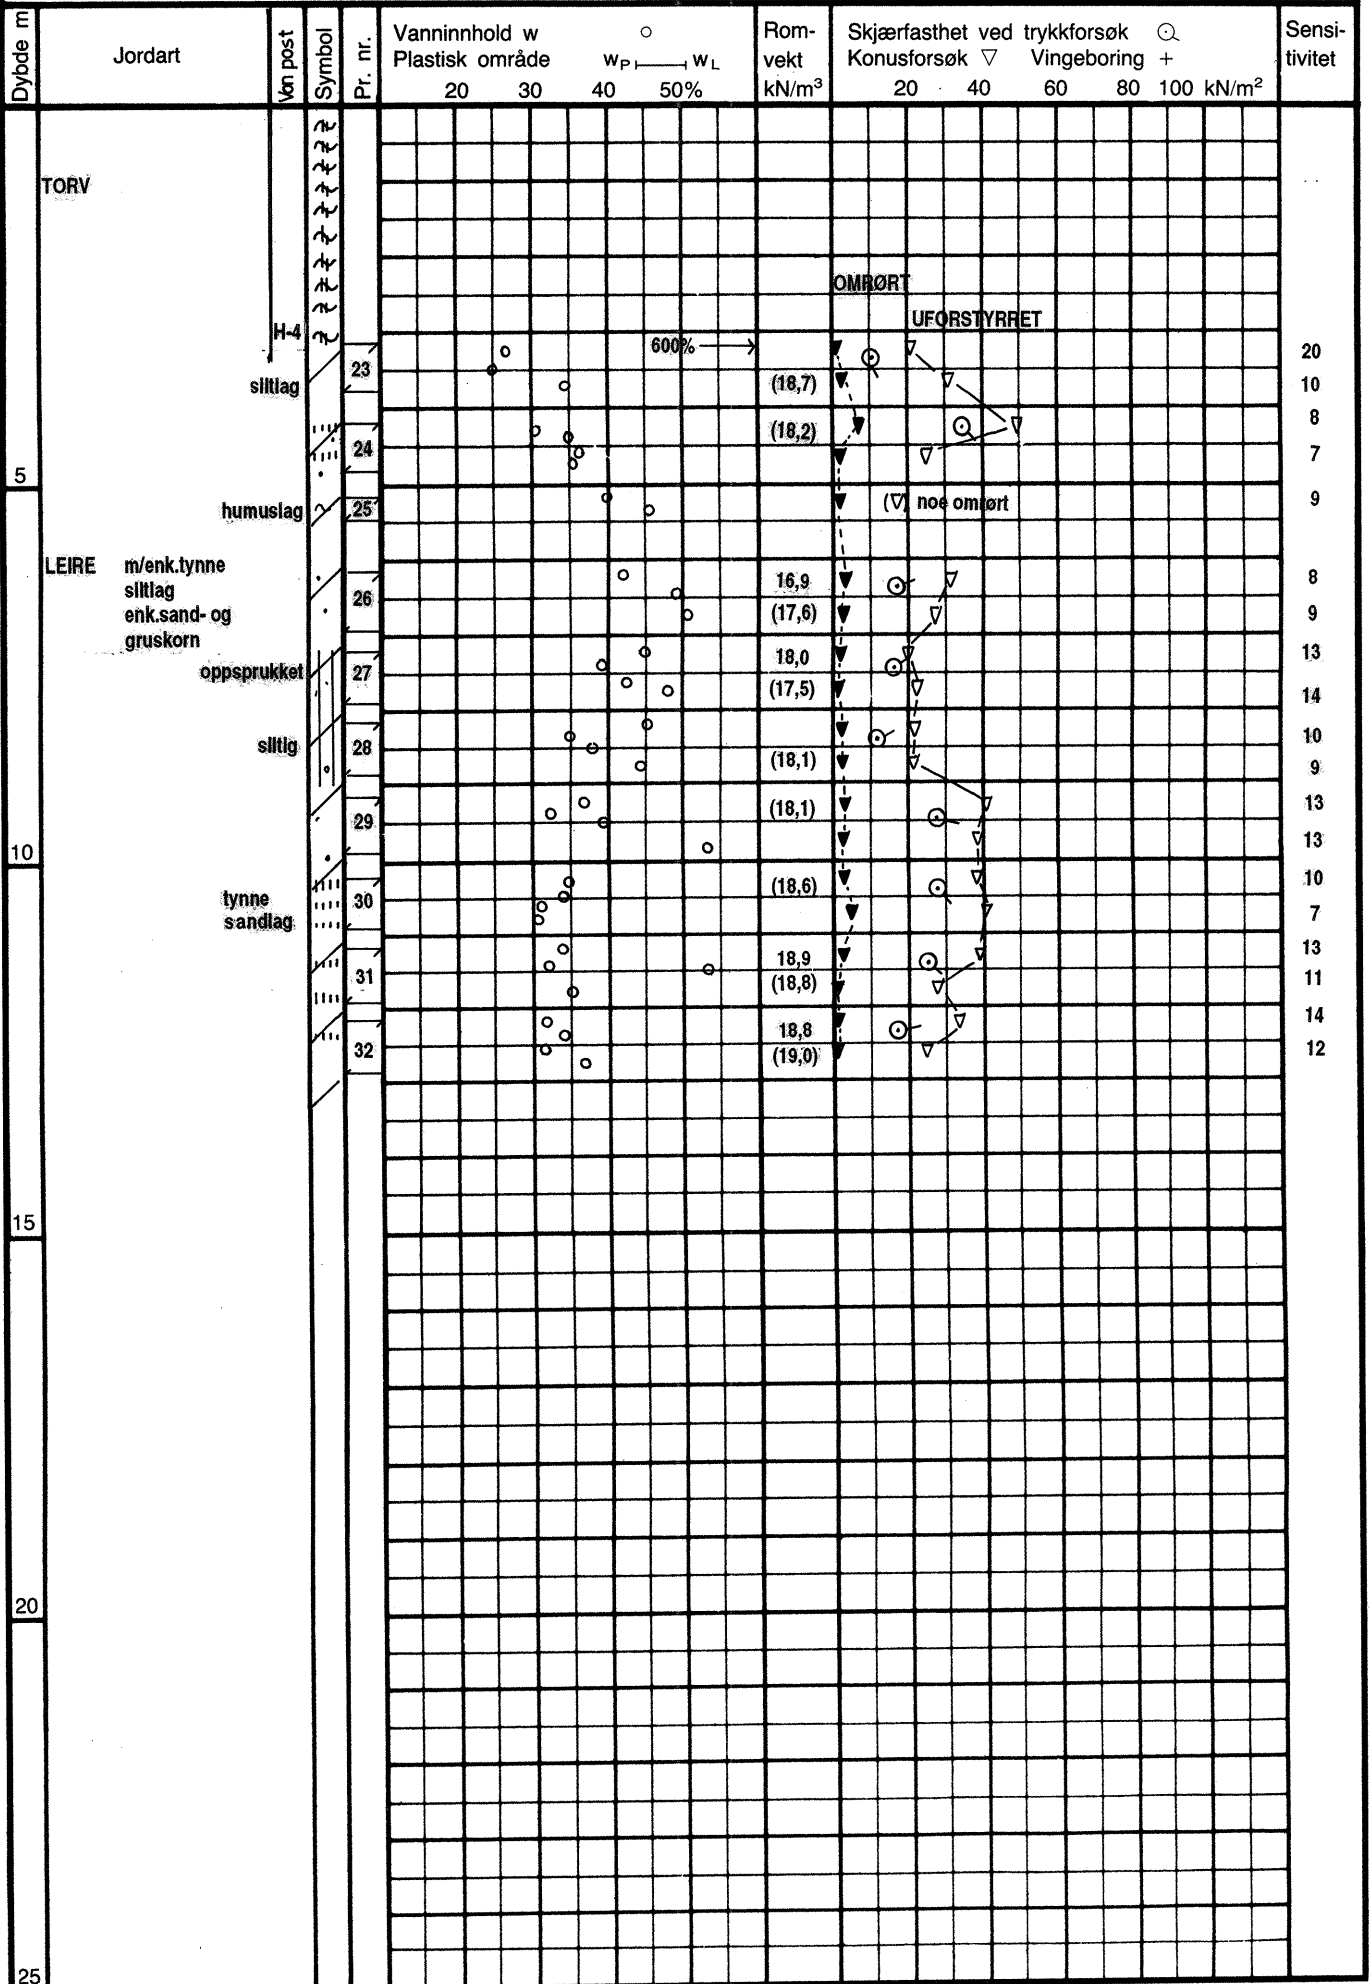 Dybde m
Jordart
Von post
Symbol
Pr. nr.
Vanninnhold w
Plastisk område wP wL
20 30 40 50%
Rom-
vekt
kN/m³
Skjærfasthet ved trykkforsøk
Konusforsøk ▽ Vingeboring +
20 40 60 80 100 kN/m²
Sensi-
tivitet
TORV
OMRØRT
UFORSTYRRET
H-4
600%
20
23
siltlag
(18,7)
10
8
(18,2)
24
7
5
humuslag
25
(▽) noe omrørt
9
LEIRE m/enk.tynne
siltlag
enk.sand- og
gruskorn
26
16,9
8
(17,6)
9
oppsprukket
27
18,0
13
(17,5)
14
siltig
28
10
(18,1)
9
29
(18,1)
13
13
10
tynne
sandlag
30
(18,6)
10
7
31
18,9
13
(18,8)
11
14
32
18,8
(19,0)
12
15
20
25